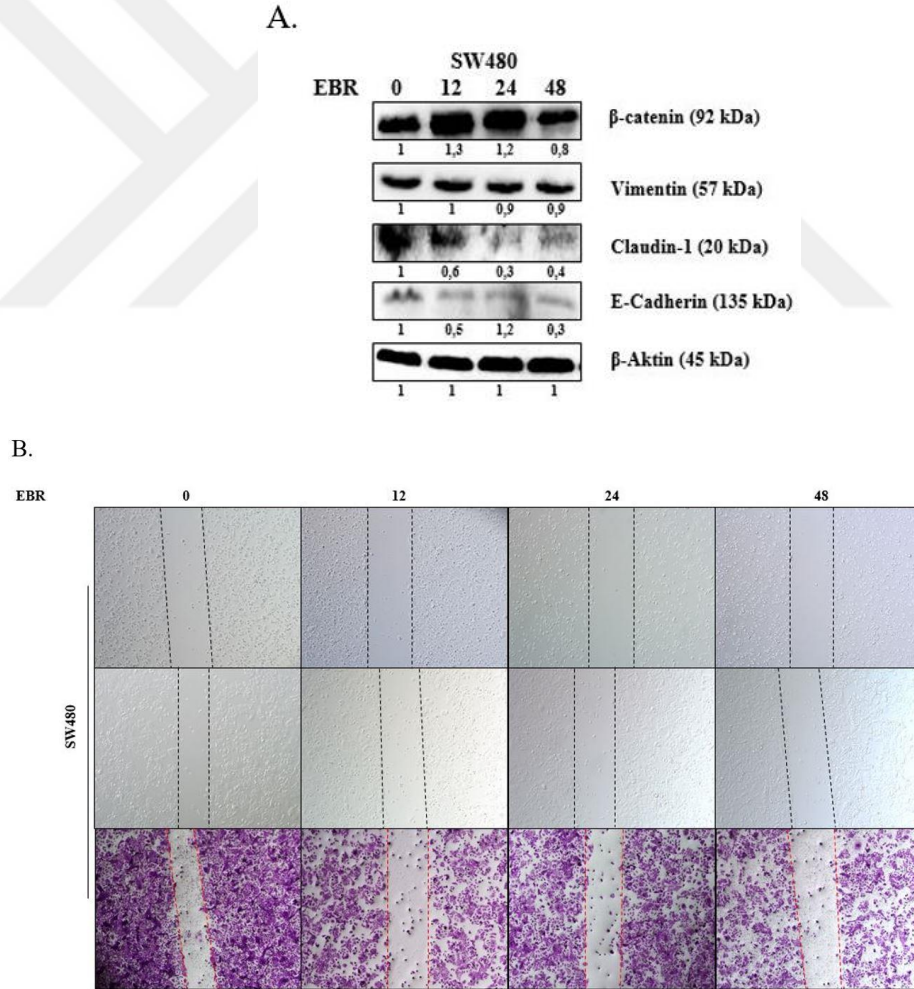 A.
SW480
EBR 0 12 24 48
β-catenin (92 kDa)
1 1,3 1,2 0,8
Vimentin (57 kDa)
1 1 0,9 0,9
Claudin-1 (20 kDa)
1 0,6 0,3 0,4
E-Cadherin (135 kDa)
1 0,5 1,2 0,3
β-Aktin (45 kDa)
1 1 1 1
B.
EBR 0 12 24 48
SW480